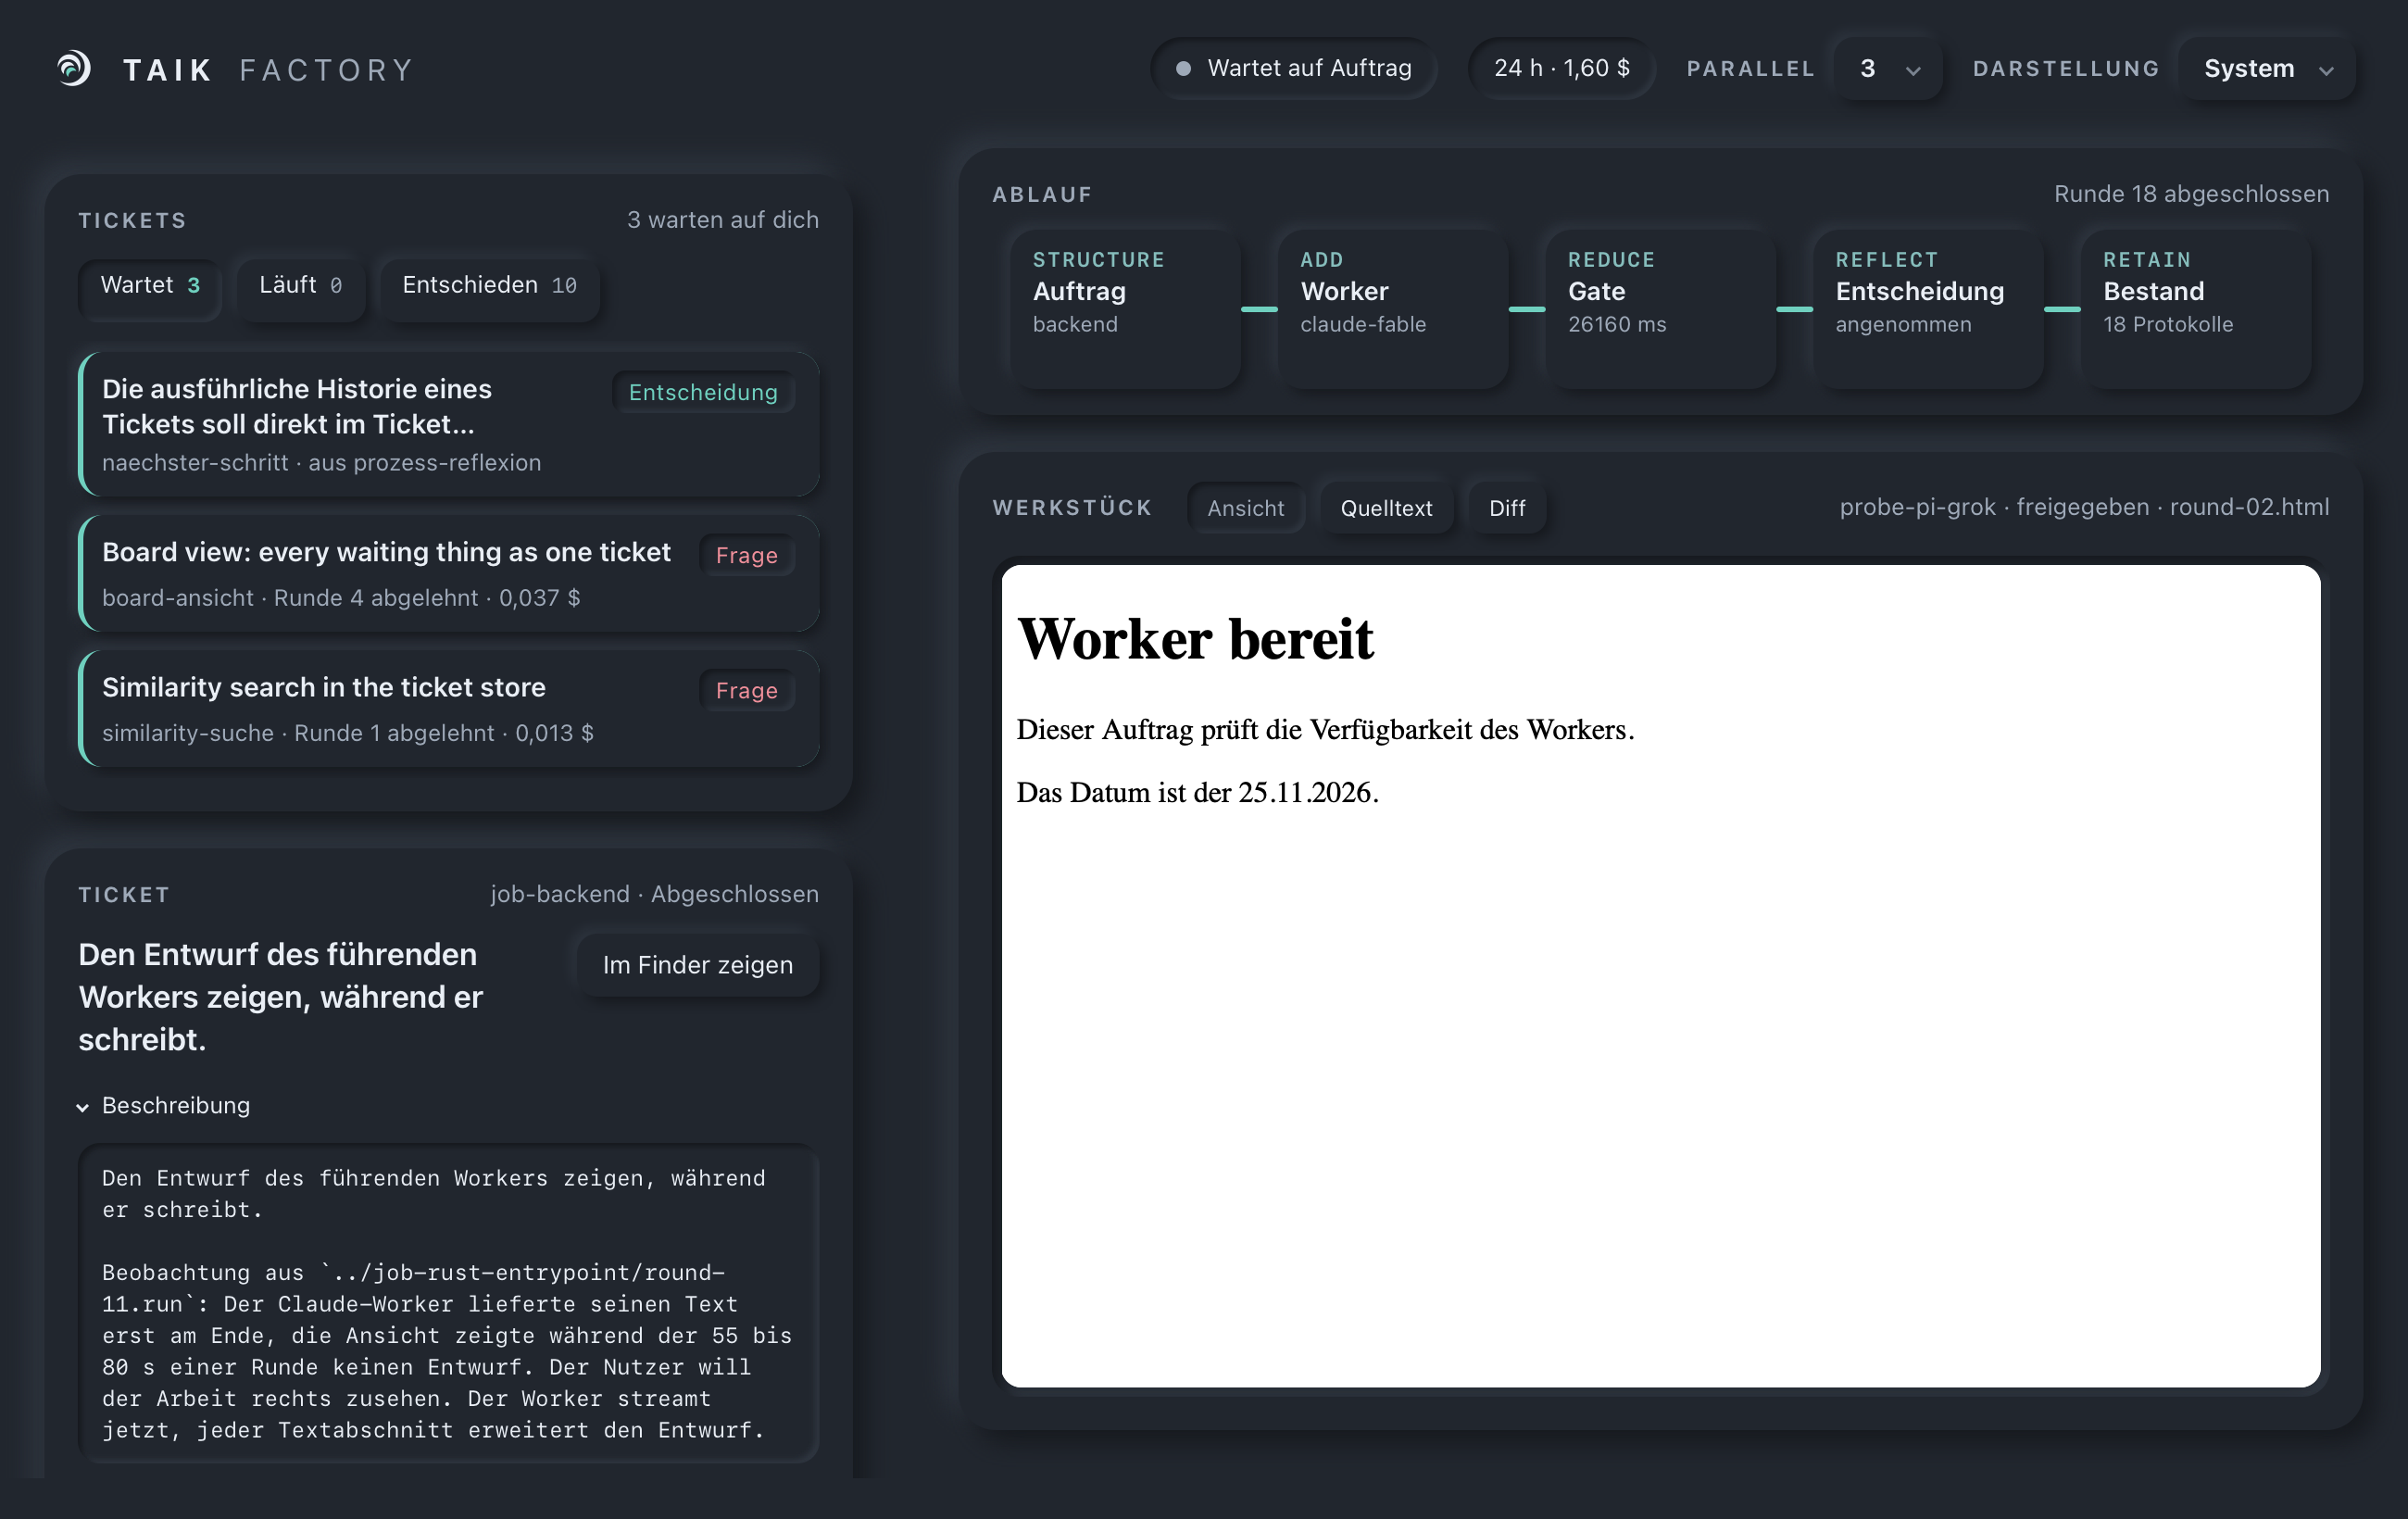 TAIK FACTORY
Wartet auf Auftrag
24 h · 1,60 $
PARALLEL
3
DARSTELLUNG
System
TICKETS
3 warten auf dich
Wartet 3
Läuft 0
Entschieden 10
Die ausführliche Historie eines
Tickets soll direkt im Ticket...
Entscheidung
naechster-schritt · aus prozess-reflexion
Board view: every waiting thing as one ticket
Frage
board-ansicht · Runde 4 abgelehnt · 0,037 $
Similarity search in the ticket store
Frage
similarity-suche · Runde 1 abgelehnt · 0,013 $
TICKET
job-backend · Abgeschlossen
Den Entwurf des führenden
Workers zeigen, während er
schreibt.
Im Finder zeigen
Beschreibung
Den Entwurf des führenden Workers zeigen, während
er schreibt.
Beobachtung aus `../job-rust-entrypoint/round-
11.run`: Der Claude-Worker lieferte seinen Text
erst am Ende, die Ansicht zeigte während der 55 bis
80 s einer Runde keinen Entwurf. Der Nutzer will
der Arbeit rechts zusehen. Der Worker streamt
jetzt, jeder Textabschnitt erweitert den Entwurf.
ABLAUF
Runde 18 abgeschlossen
STRUCTURE
Auftrag
backend
ADD
Worker
claude-fable
REDUCE
Gate
26160 ms
REFLECT
Entscheidung
angenommen
RETAIN
Bestand
18 Protokolle
WERKSTÜCK
Ansicht
Quelltext
Diff
probe-pi-grok · freigegeben · round-02.html
Worker bereit
Dieser Auftrag prüft die Verfügbarkeit des Workers.
Das Datum ist der 25.11.2026.